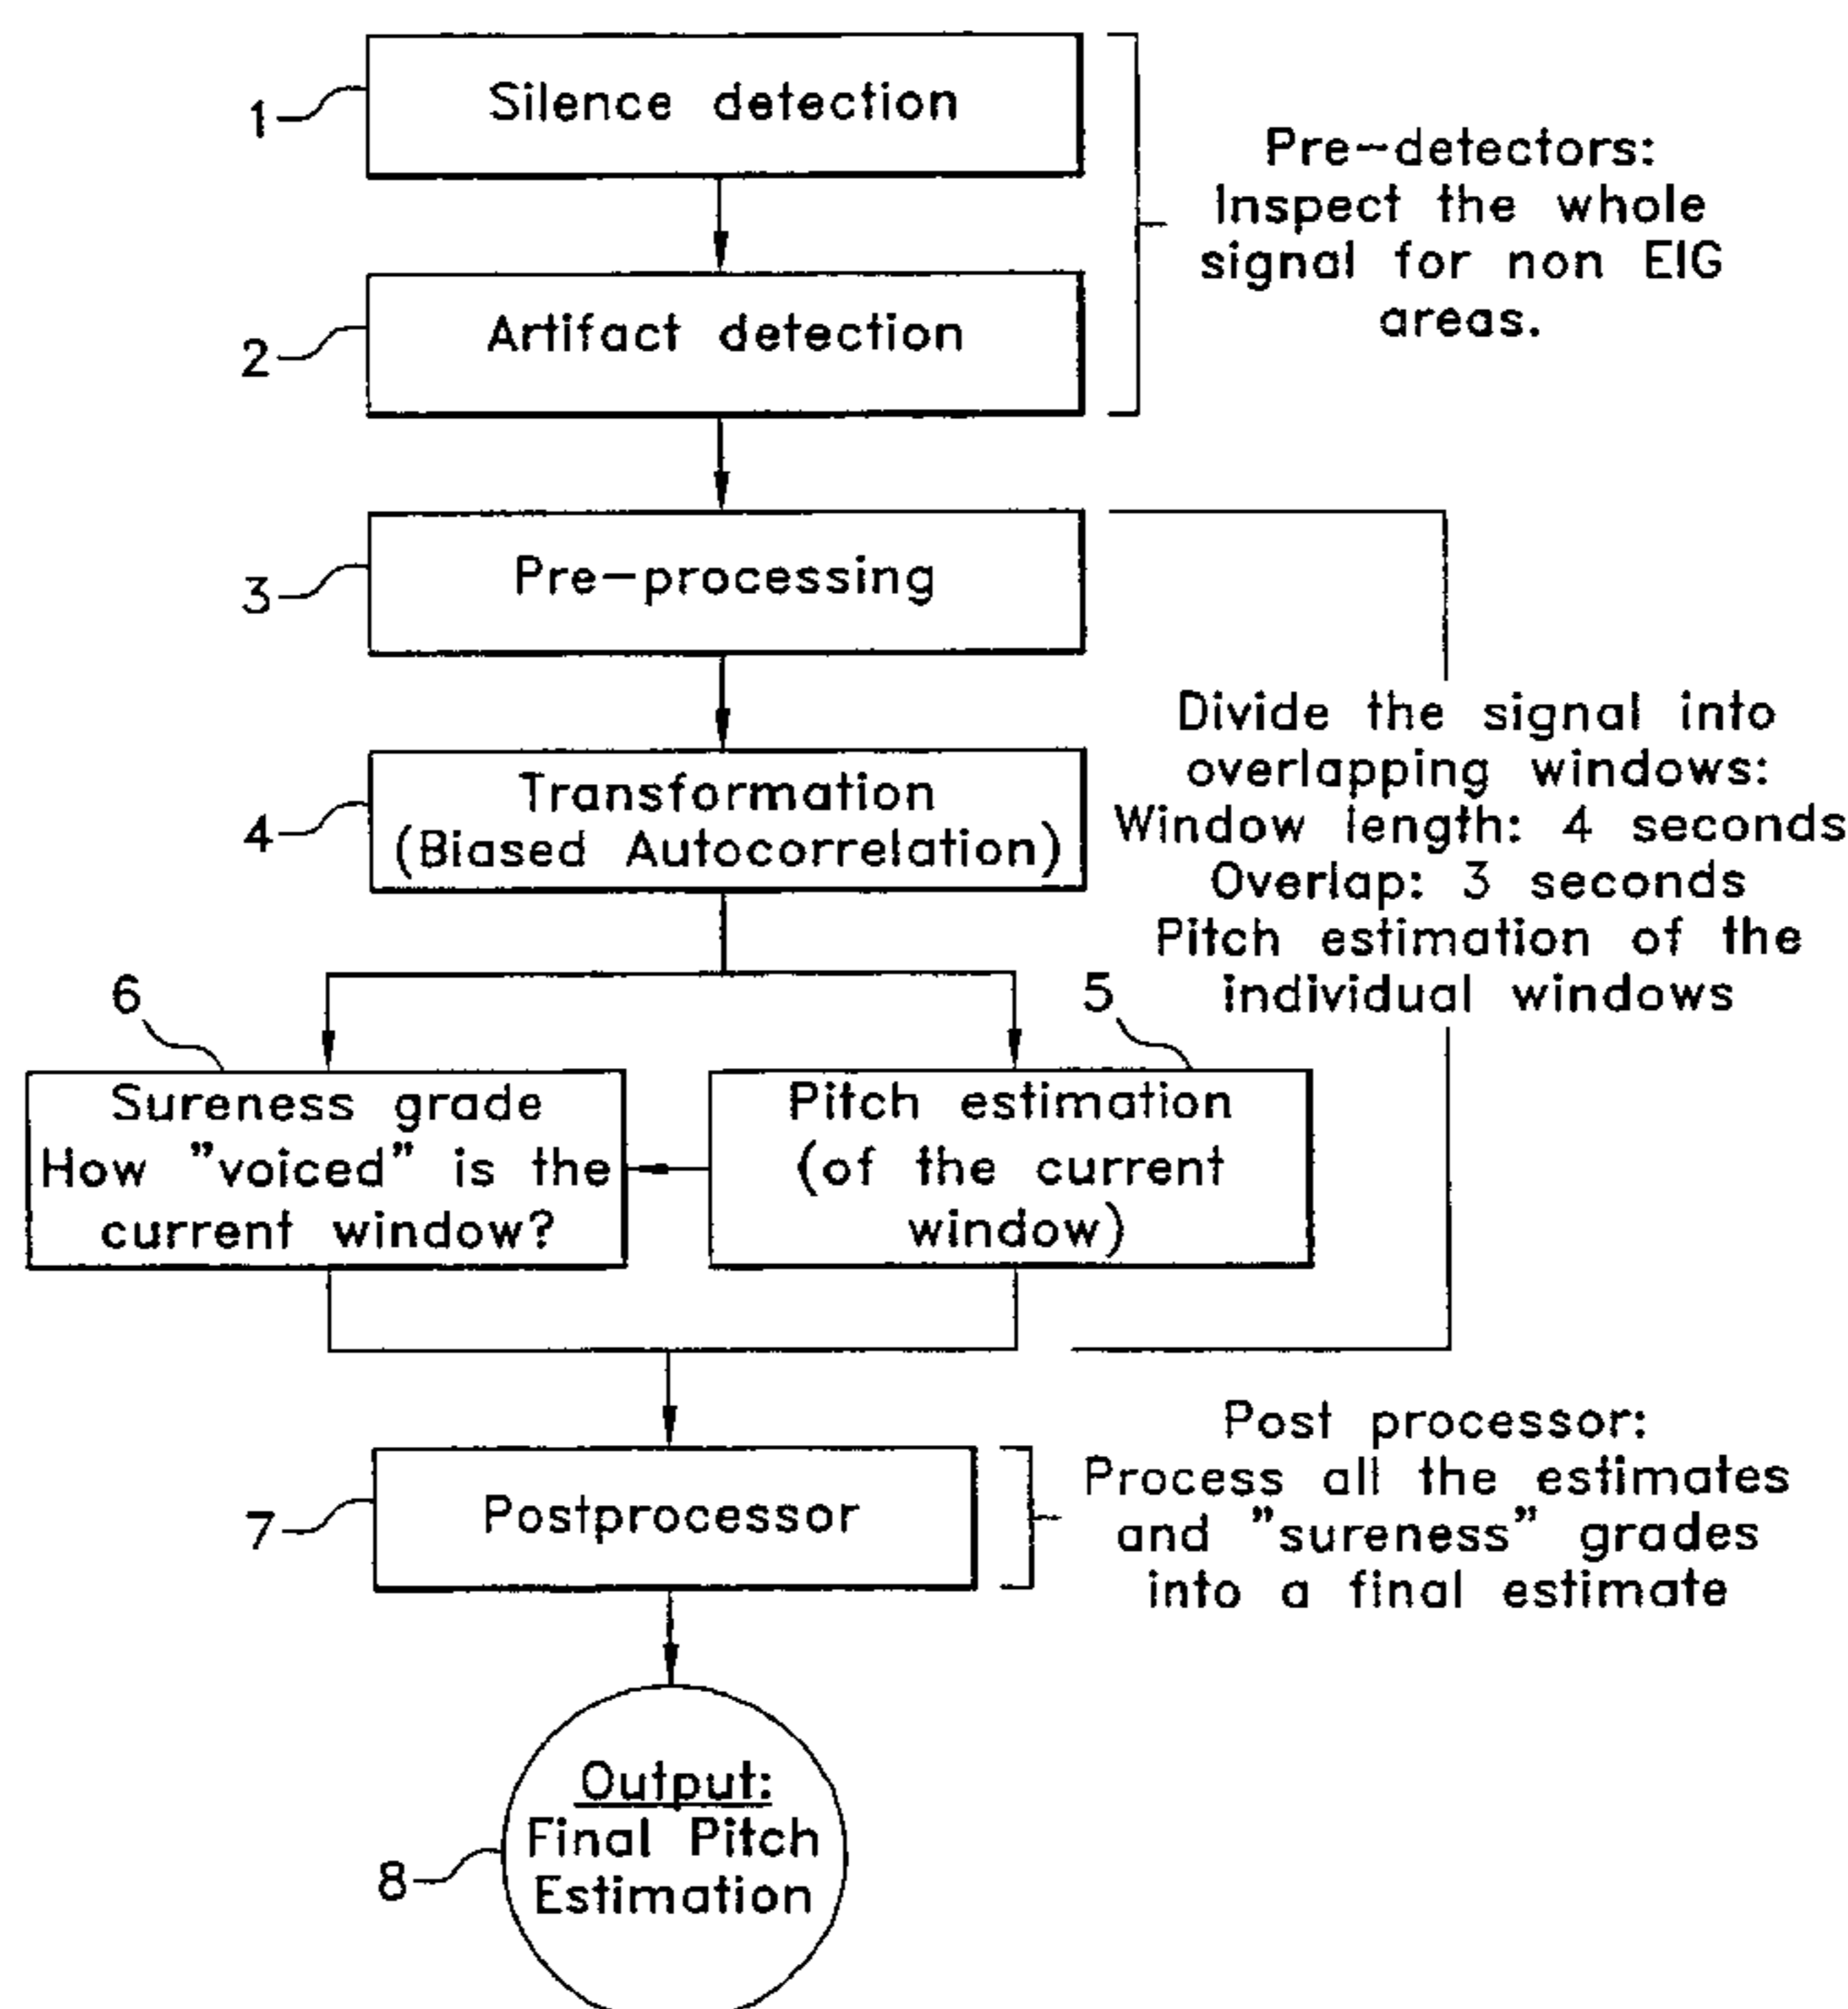 1
Silence detection
Pre-detectors:
Inspect the whole
signal for non EIG
areas.
2
Artifact detection
3
Pre-processing
Divide the signal into
overlapping windows:
Window length: 4 seconds
Overlap: 3 seconds
Pitch estimation of the
individual windows
4
Transformation
(Biased Autocorrelation)
6
Sureness grade
How "voiced" is the
current window?
5
Pitch estimation
(of the current
window)
7
Postprocessor
Post processor:
Process all the estimates
and "sureness" grades
into a final estimate
8
Output:
Final Pitch
Estimation